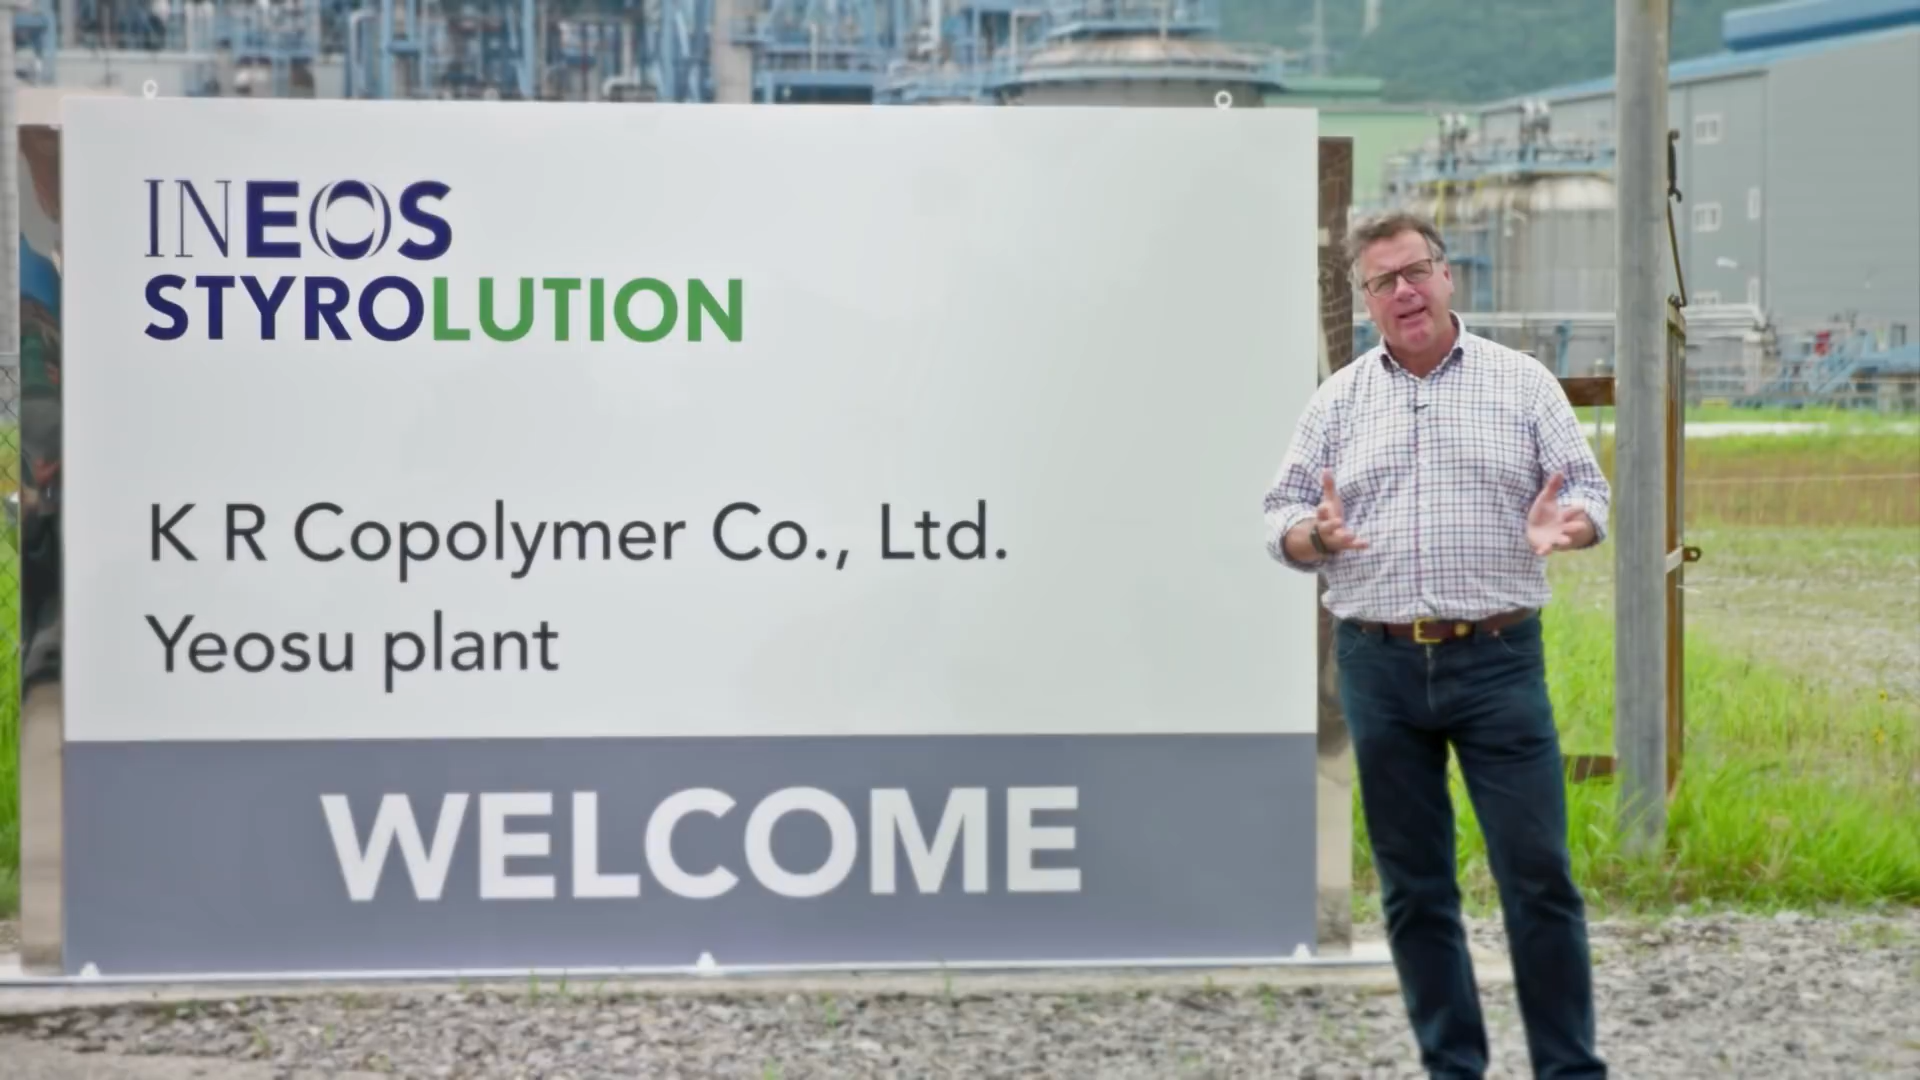 INEOS
STYROLUTION
K R Copolymer Co., Ltd.
Yeosu plant
WELCOME